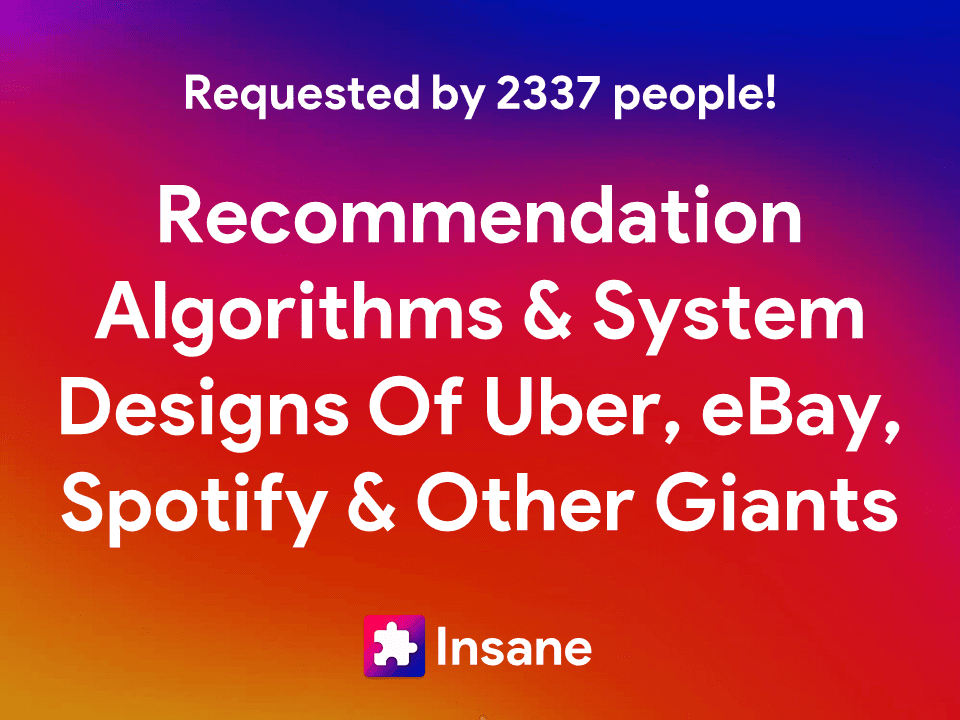 Requested by 2337 people!
Recommendation
Algorithms & System
Designs Of Uber, eBay,
Spotify & Other Giants
Insane